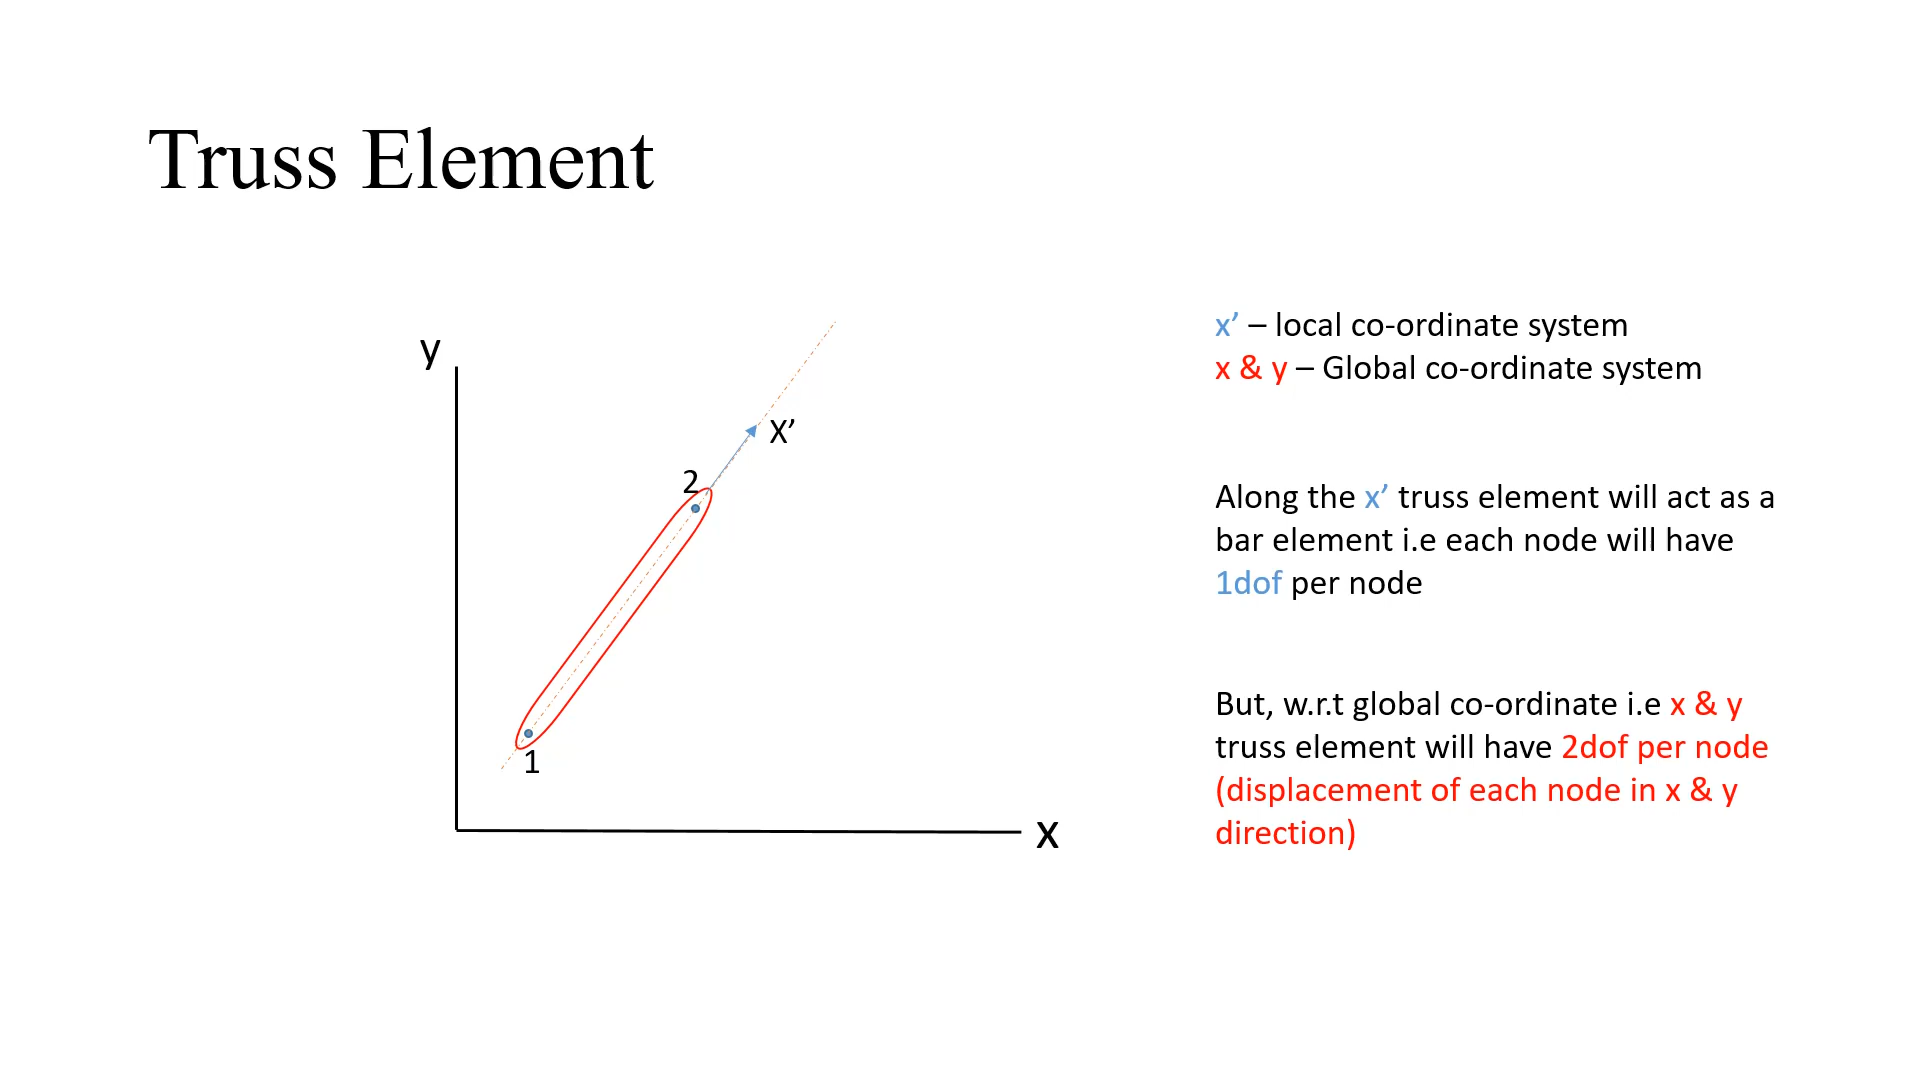 Truss Element
y
X’
2
1
x
x’ – local co-ordinate system
x & y – Global co-ordinate system
Along the x’ truss element will act as a
bar element i.e each node will have
1dof per node
But, w.r.t global co-ordinate i.e x & y
truss element will have 2dof per node
(displacement of each node in x & y
direction)